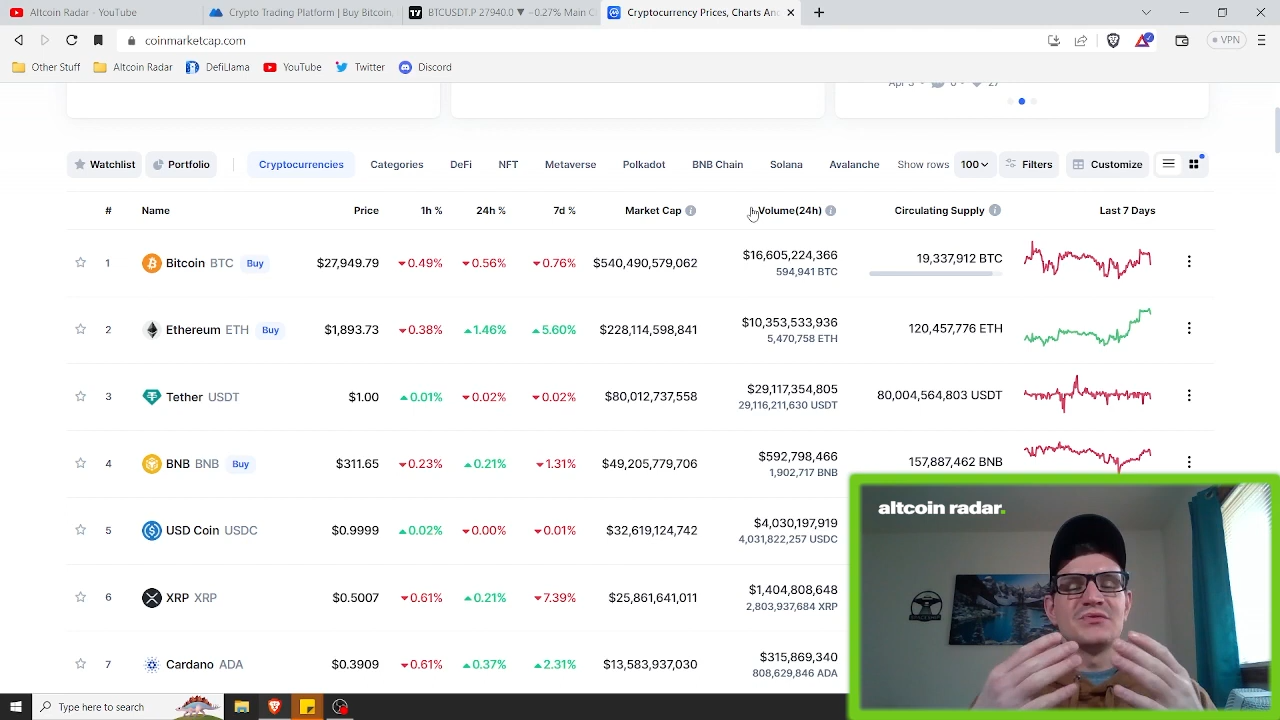 Altcoin Radar - YouTube
Crypto Trading Platform | Buy Bitcoin,
BTCUSDT.P 27940.0 ▼ −0.27% Main C
Cryptocurrency Prices, Charts And
coinmarketcap.com
VPN
Other Stuff
Altcoin Radar
DefiLlama
YouTube
Twitter
Discord
Watchlist
Portfolio
Cryptocurrencies
Categories
DeFi
NFT
Metaverse
Polkadot
BNB Chain
Solana
Avalanche
Show rows
100
Filters
Customize
# Name Price 1h % 24h % 7d % Market Cap Volume(24h) Circulating Supply Last 7 Days
1 Bitcoin BTC Buy 0.49% 0.56% 0.76% $540,490,579,062 $16,605,224,366 19,337,912 BTC
594,941 BTC
2 Ethereum ETH Buy $1,893.73 0.38% 1.46% 5.60% $228,114,598,841 $10,353,533,936 120,457,776 ETH
5,470,758 ETH
3 Tether USDT $1.00 0.01% 0.02% 0.02% $80,012,737,558 $29,117,354,805 80,004,564,803 USDT
29,116,211,630 USDT
4 BNB BNB Buy $311.65 0.23% 0.21% 1.31% $49,205,779,706 $592,798,466 157,887,462 BNB
1,902,717 BNB
5 USD Coin USDC $0.9999 0.02% 0.00% 0.01% $32,619,124,742 $4,030,197,919
4,031,822,257 USDC
altcoin radar.
6 XRP XRP 0.61% 0.21% 7.39% $25,861,641,011 $1,404,808,648
2,803,937,684 XRP
7 Cardano ADA $0.3909 0.61% 0.37% 2.31% $13,583,937,030 $315,869,340
808,629,846 ADA
Type here to search